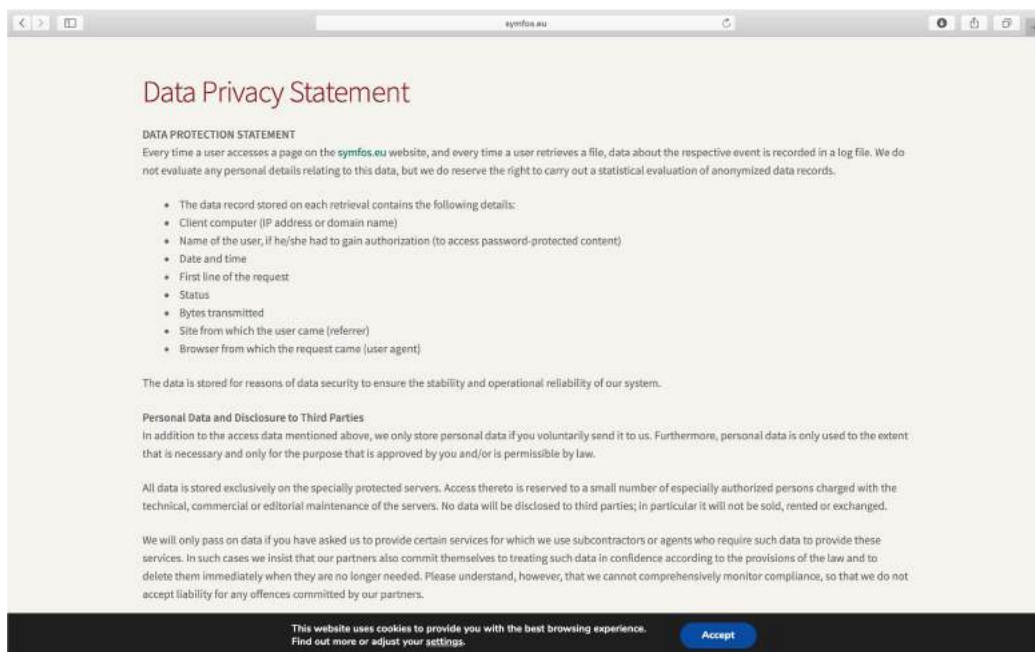 symfos.eu
Data Privacy Statement
DATA PROTECTION STATEMENT
Every time a user accesses a page on the symfos.eu website, and every time a user retrieves a file, data about the respective event is recorded in a log file. We do
not evaluate any personal details relating to this data, but we do reserve the right to carry out a statistical evaluation of anonymized data records.
• The data record stored on each retrieval contains the following details:
• Client computer (IP address or domain name)
• Name of the user, if he/she had to gain authorization (to access password-protected content)
• Date and time
• First line of the request
• Status
• Bytes transmitted
• Site from which the user came (referrer)
• Browser from which the request came (user agent)
The data is stored for reasons of data security to ensure the stability and operational reliability of our system.
Personal Data and Disclosure to Third Parties
In addition to the access data mentioned above, we only store personal data if you voluntarily send it to us. Furthermore, personal data is only used to the extent
that is necessary and only for the purpose that is approved by you and/or is permissible by law.
All data is stored exclusively on the specially protected servers. Access thereto is reserved to a small number of especially authorized persons charged with the
technical, commercial or editorial maintenance of the servers. No data will be disclosed to third parties; in particular it will not be sold, rented or exchanged.
We will only pass on data if you have asked us to provide certain services for which we use subcontractors or agents who require such data to provide these
services. In such cases we insist that our partners also commit themselves to treating such data in confidence according to the provisions of the law and to
delete them immediately when they are no longer needed. Please understand, however, that we cannot comprehensively monitor compliance, so that we do not
accept liability for any offences committed by our partners.
This website uses cookies to provide you with the best browsing experience.
Find out more or adjust your settings.
Accept